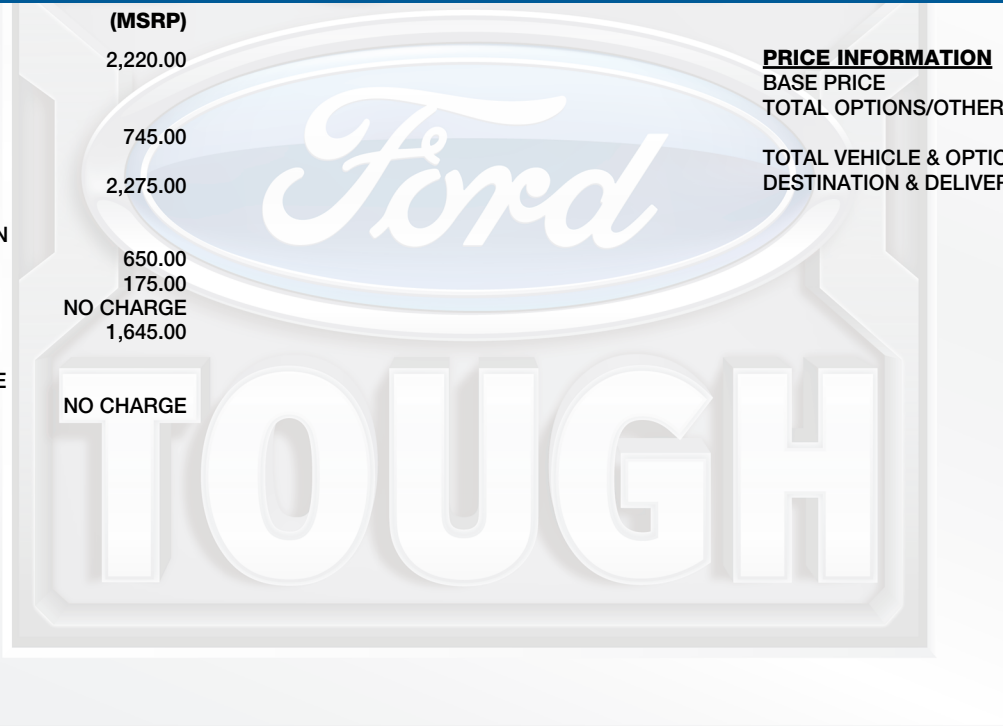 (MSRP)
2,220.00
745.00
2,275.00
N
650.00
175.00
NO CHARGE
1,645.00
E
NO CHARGE
PRICE INFORMATION
BASE PRICE
TOTAL OPTIONS/OTHER
TOTAL VEHICLE & OPTIO
DESTINATION & DELIVER
Ford
TOUGH